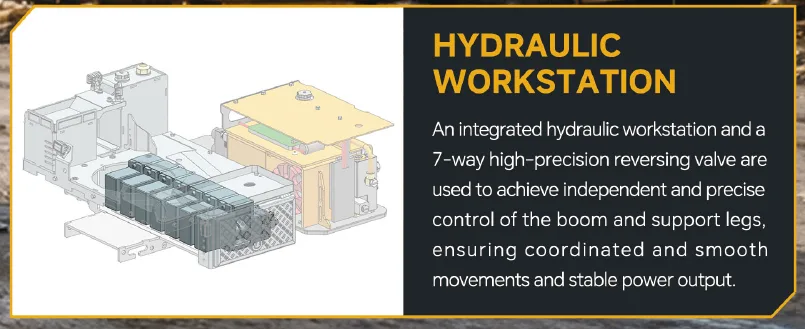 HYDRAULIC
WORKSTATION
An integrated hydraulic workstation and a
7-way high-precision reversing valve are
used to achieve independent and precise
control of the boom and support legs,
ensuring coordinated and smooth
movements and stable power output.